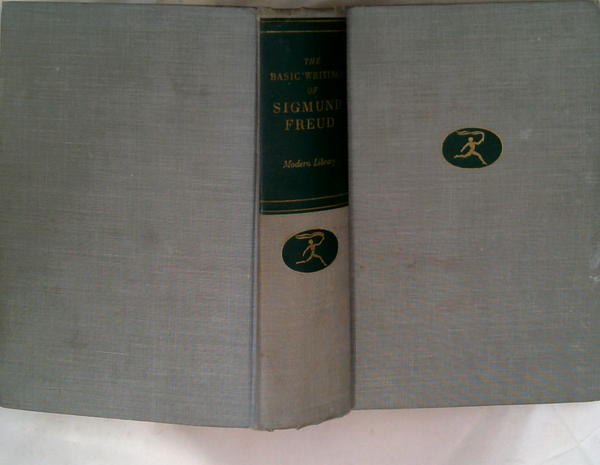 THE
BASIC WRITINGS
OF
SIGMUND
FREUD
Modern Library